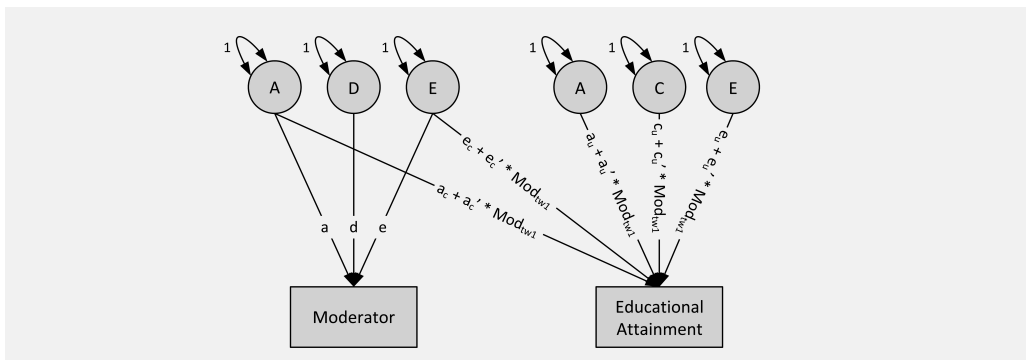 1 1 1 1 1 1
A D E A C E
e_c + e_c′ * Mod_tw1
a_c + a_c′ * Mod_tw1
a_u + a_u′ * Mod_tw1
c_u + c_u′ * Mod_tw1
e_u + e_u′ * Mod_tw1
a d e
Moderator
Educational
Attainment